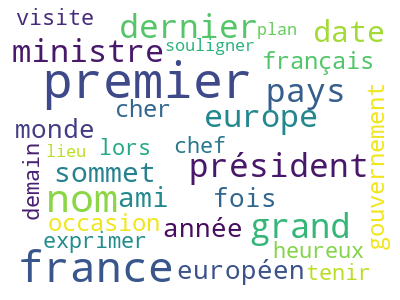 visite
dernier
plan
date
ministre
souligner
français
premier
pays
cher
europe
monde
lors
chef
gouvernement
demain
lieu
sommet
président
nom
ami
fois
occasion
année
grand
exprimer
heureux
france
européen
tenir